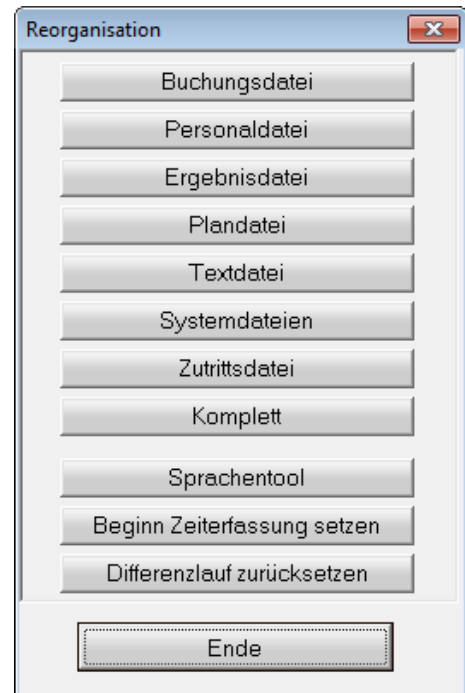 Reorganisation
Buchungsdatei
Personaldatei
Ergebnisdatei
Plandatei
Textdatei
Systemdateien
Zutrittsdatei
Komplett
Sprachentool
Beginn Zeiterfassung setzen
Differenzlauf zurücksetzen
Ende